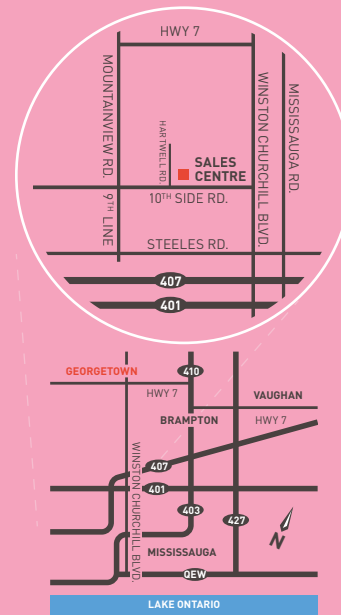 HWY 7
MOUNTAINVIEW RD.
9TH LINE
HARTWELL RD.
SALES
CENTRE
10TH SIDE RD.
WINSTON CHURCHILL BLVD.
MISSISSAUGA RD.
STEELES RD.
407
401
GEORGETOWN
410
HWY 7
VAUGHAN
BRAMPTON
HWY 7
WINSTON CHURCHILL BLVD.
407
401
403
427
N
MISSISSAUGA
QEW
LAKE ONTARIO